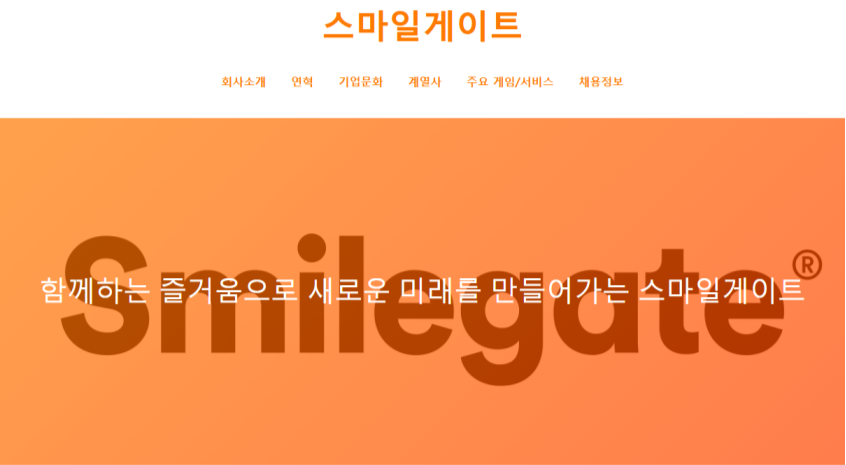 스마일게이트
회사소개 연혁 기업문화 계열사 주요 게임/서비스 채용정보
Smilegate®
함께하는 즐거움으로 새로운 미래를 만들어가는 스마일게이트